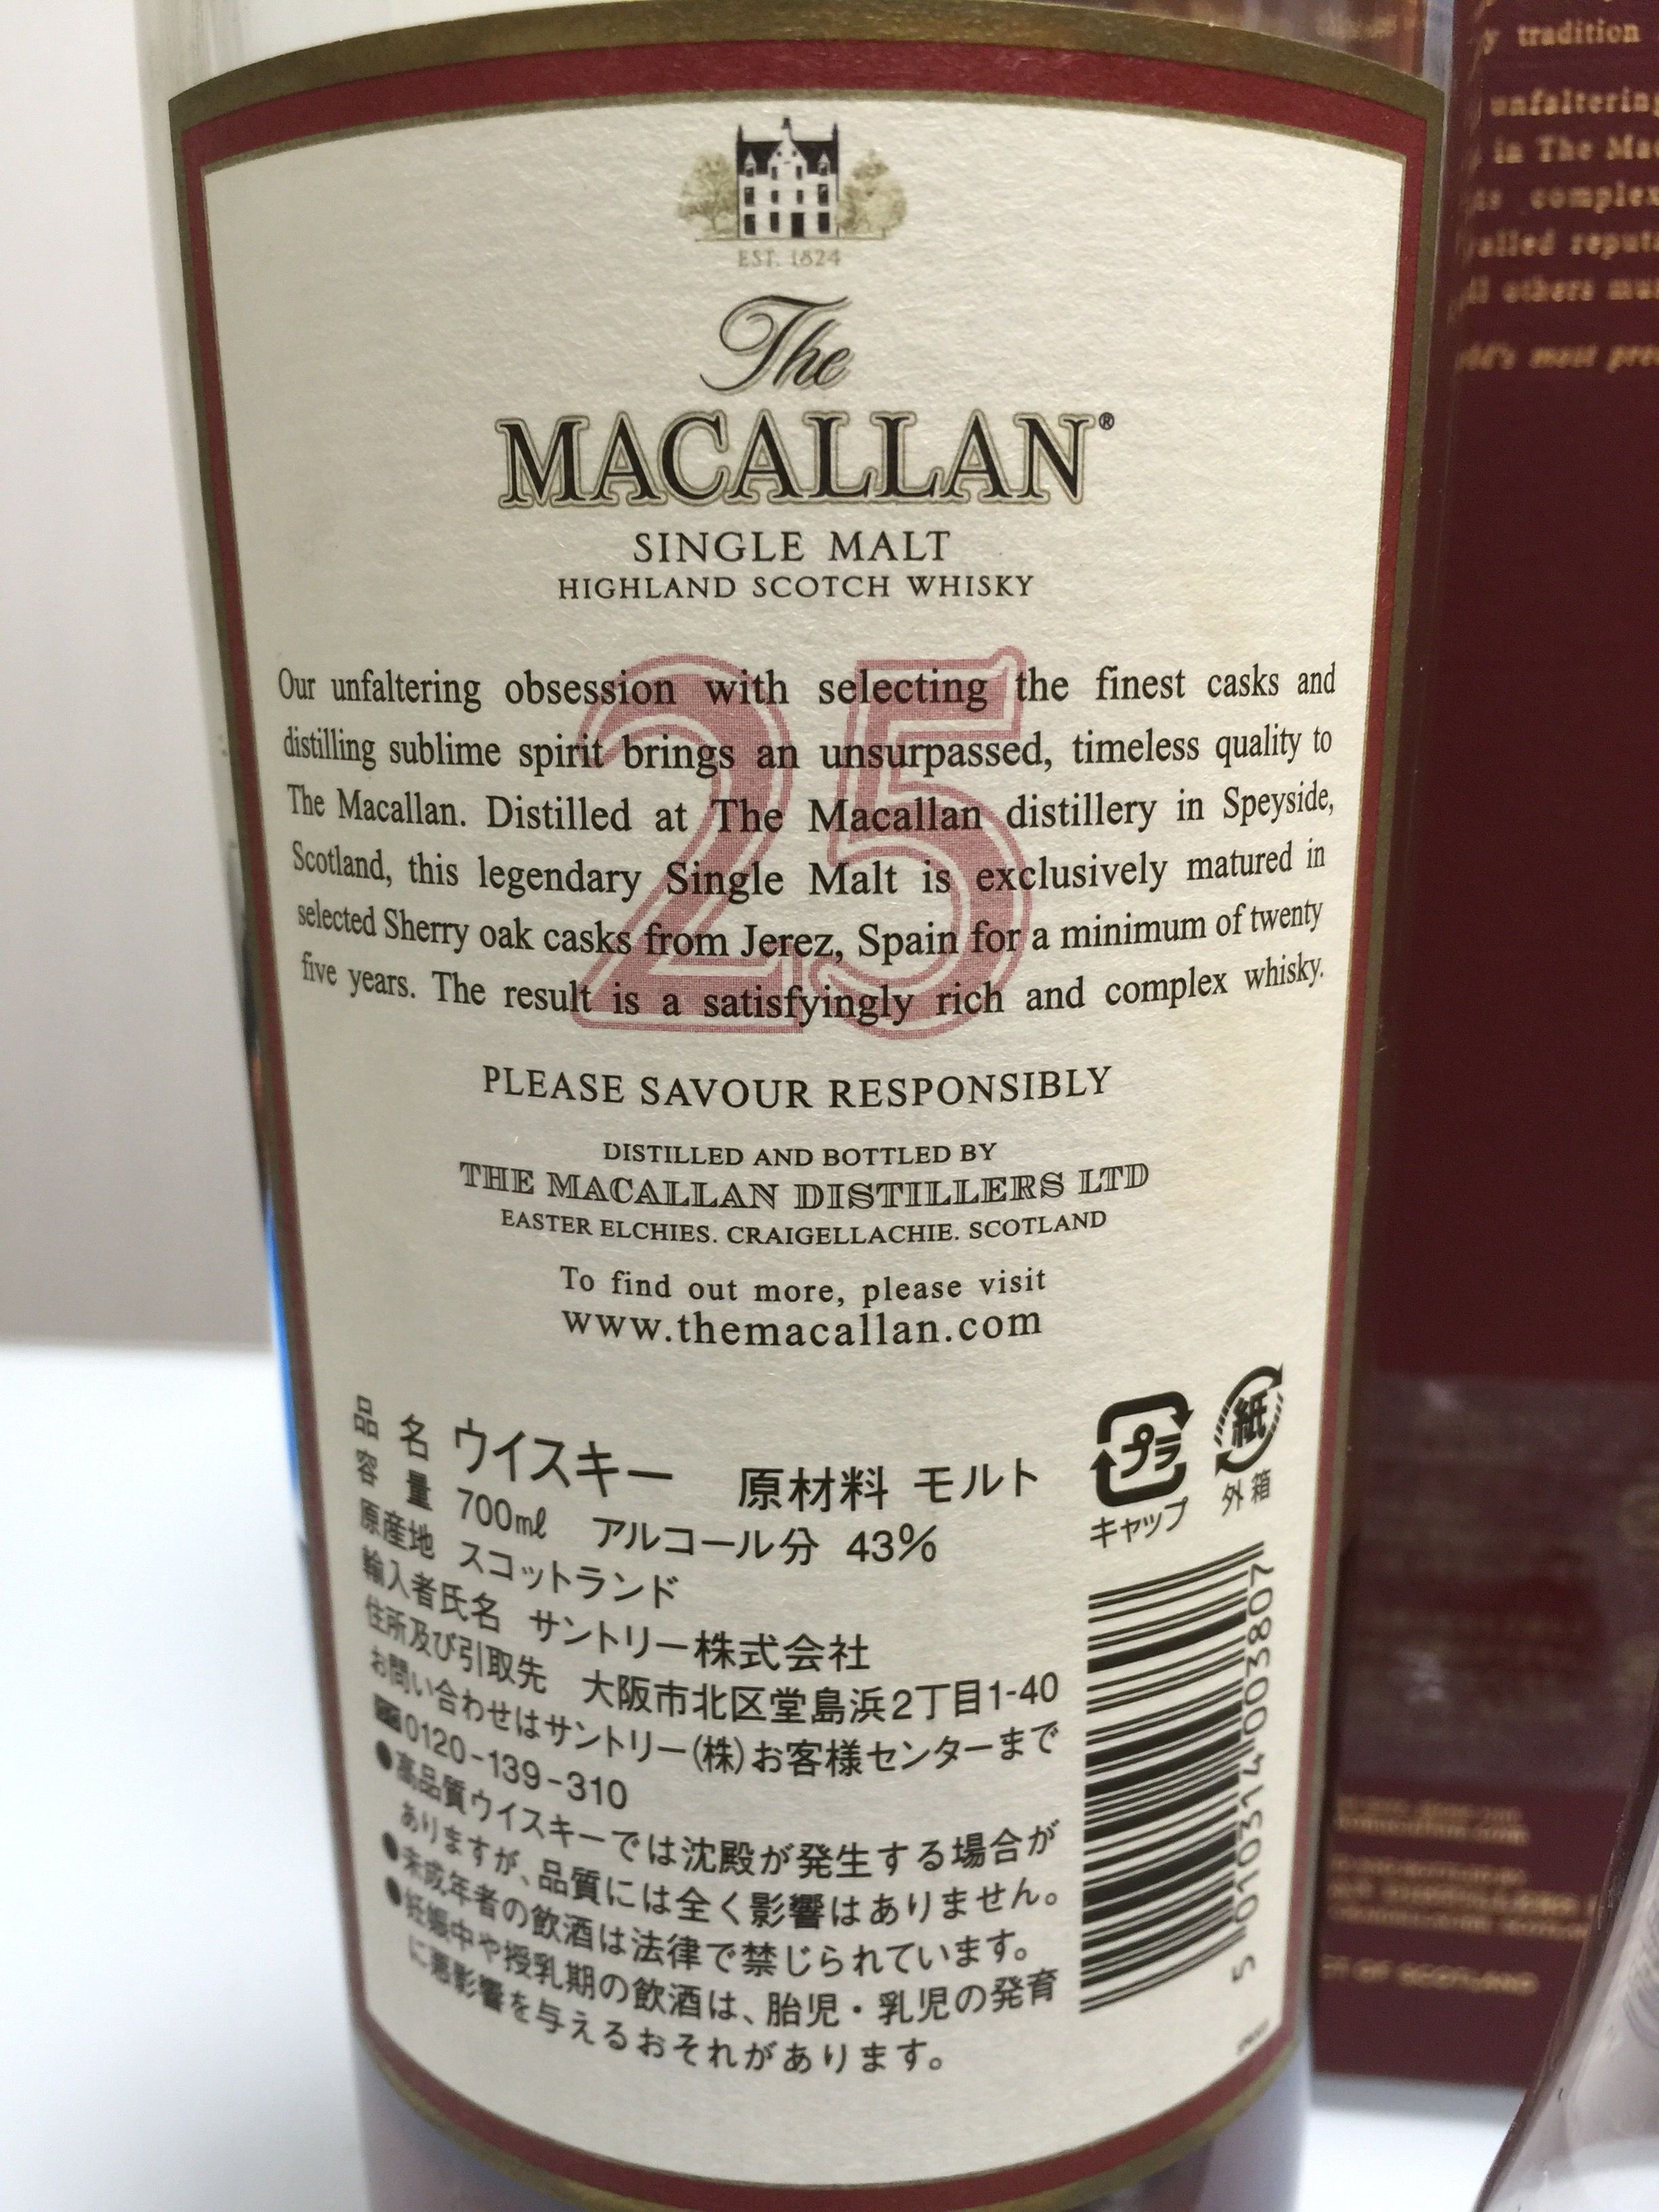 EST. 1824
The
MACALLAN®
SINGLE MALT
HIGHLAND SCOTCH WHISKY
25
Our unfaltering obsession with selecting the finest casks and
distilling sublime spirit brings an unsurpassed, timeless quality to
The Macallan. Distilled at The Macallan distillery in Speyside,
Scotland, this legendary Single Malt is exclusively matured in
selected Sherry oak casks from Jerez, Spain for a minimum of twenty
five years. The result is a satisfyingly rich and complex whisky.
PLEASE SAVOUR RESPONSIBLY
DISTILLED AND BOTTLED BY
THE MACALLAN DISTILLERS LTD
EASTER ELCHIES. CRAIGELLACHIE. SCOTLAND
To find out more, please visit
www.themacallan.com
品名 ウイスキー 原材料 モルト
容量 700mℓ アルコール分 43%
原産地 スコットランド
輸入者氏名 サントリー株式会社
住所及び引取先 大阪市北区堂島浜2丁目1-40
お問い合わせはサントリー(株)お客様センターまで
0120-139-310
●高品質ウイスキーでは沈殿が発生する場合が
ありますが、品質には全く影響はありません。
●未成年者の飲酒は法律で禁じられています。
●妊娠中や授乳期の飲酒は、胎児・乳児の発育
に悪影響を与えるおそれがあります。
プラ
キャップ
紙
外箱
5 010314 003807
y tradition
unfaltering
in The Mac
complex
alled reput
others mus
most pre
OF SCOTLAND